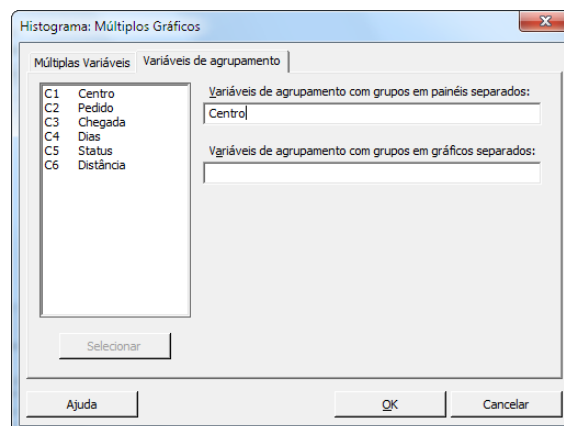 Histograma: Múltiplos Gráficos
Múltiplas Variáveis Variáveis de agrupamento
C1 Centro
C2 Pedido
C3 Chegada
C4 Dias
C5 Status
C6 Distância
Variáveis de agrupamento com grupos em painéis separados:
Centro
Variáveis de agrupamento com grupos em gráficos separados:
Selecionar
Ajuda OK Cancelar